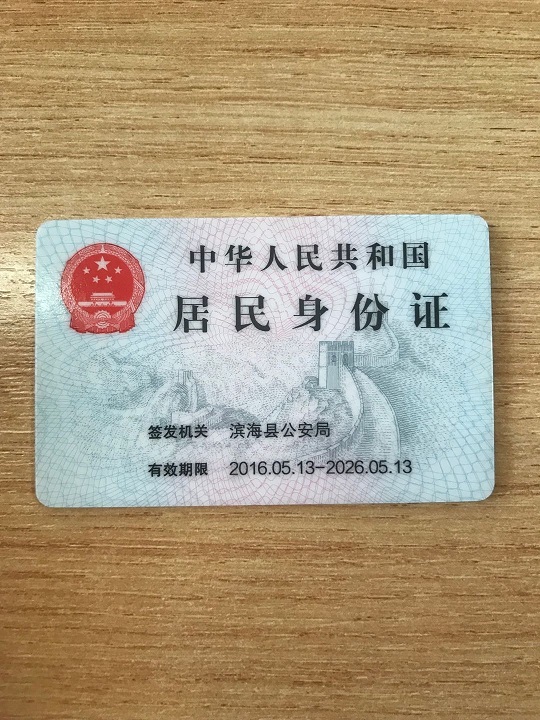 中华人民共和国
居民身份证
签发机关 滨海县公安局
有效期限 2016.05.13-2026.05.13